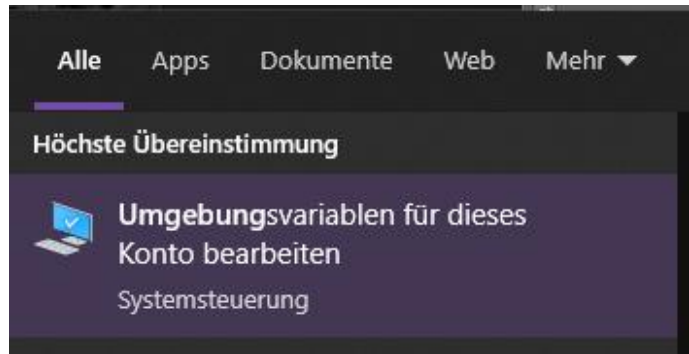 Alle Apps Dokumente Web Mehr
Höchste Übereinstimmung
Umgebungsvariablen für dieses
Konto bearbeiten
Systemsteuerung